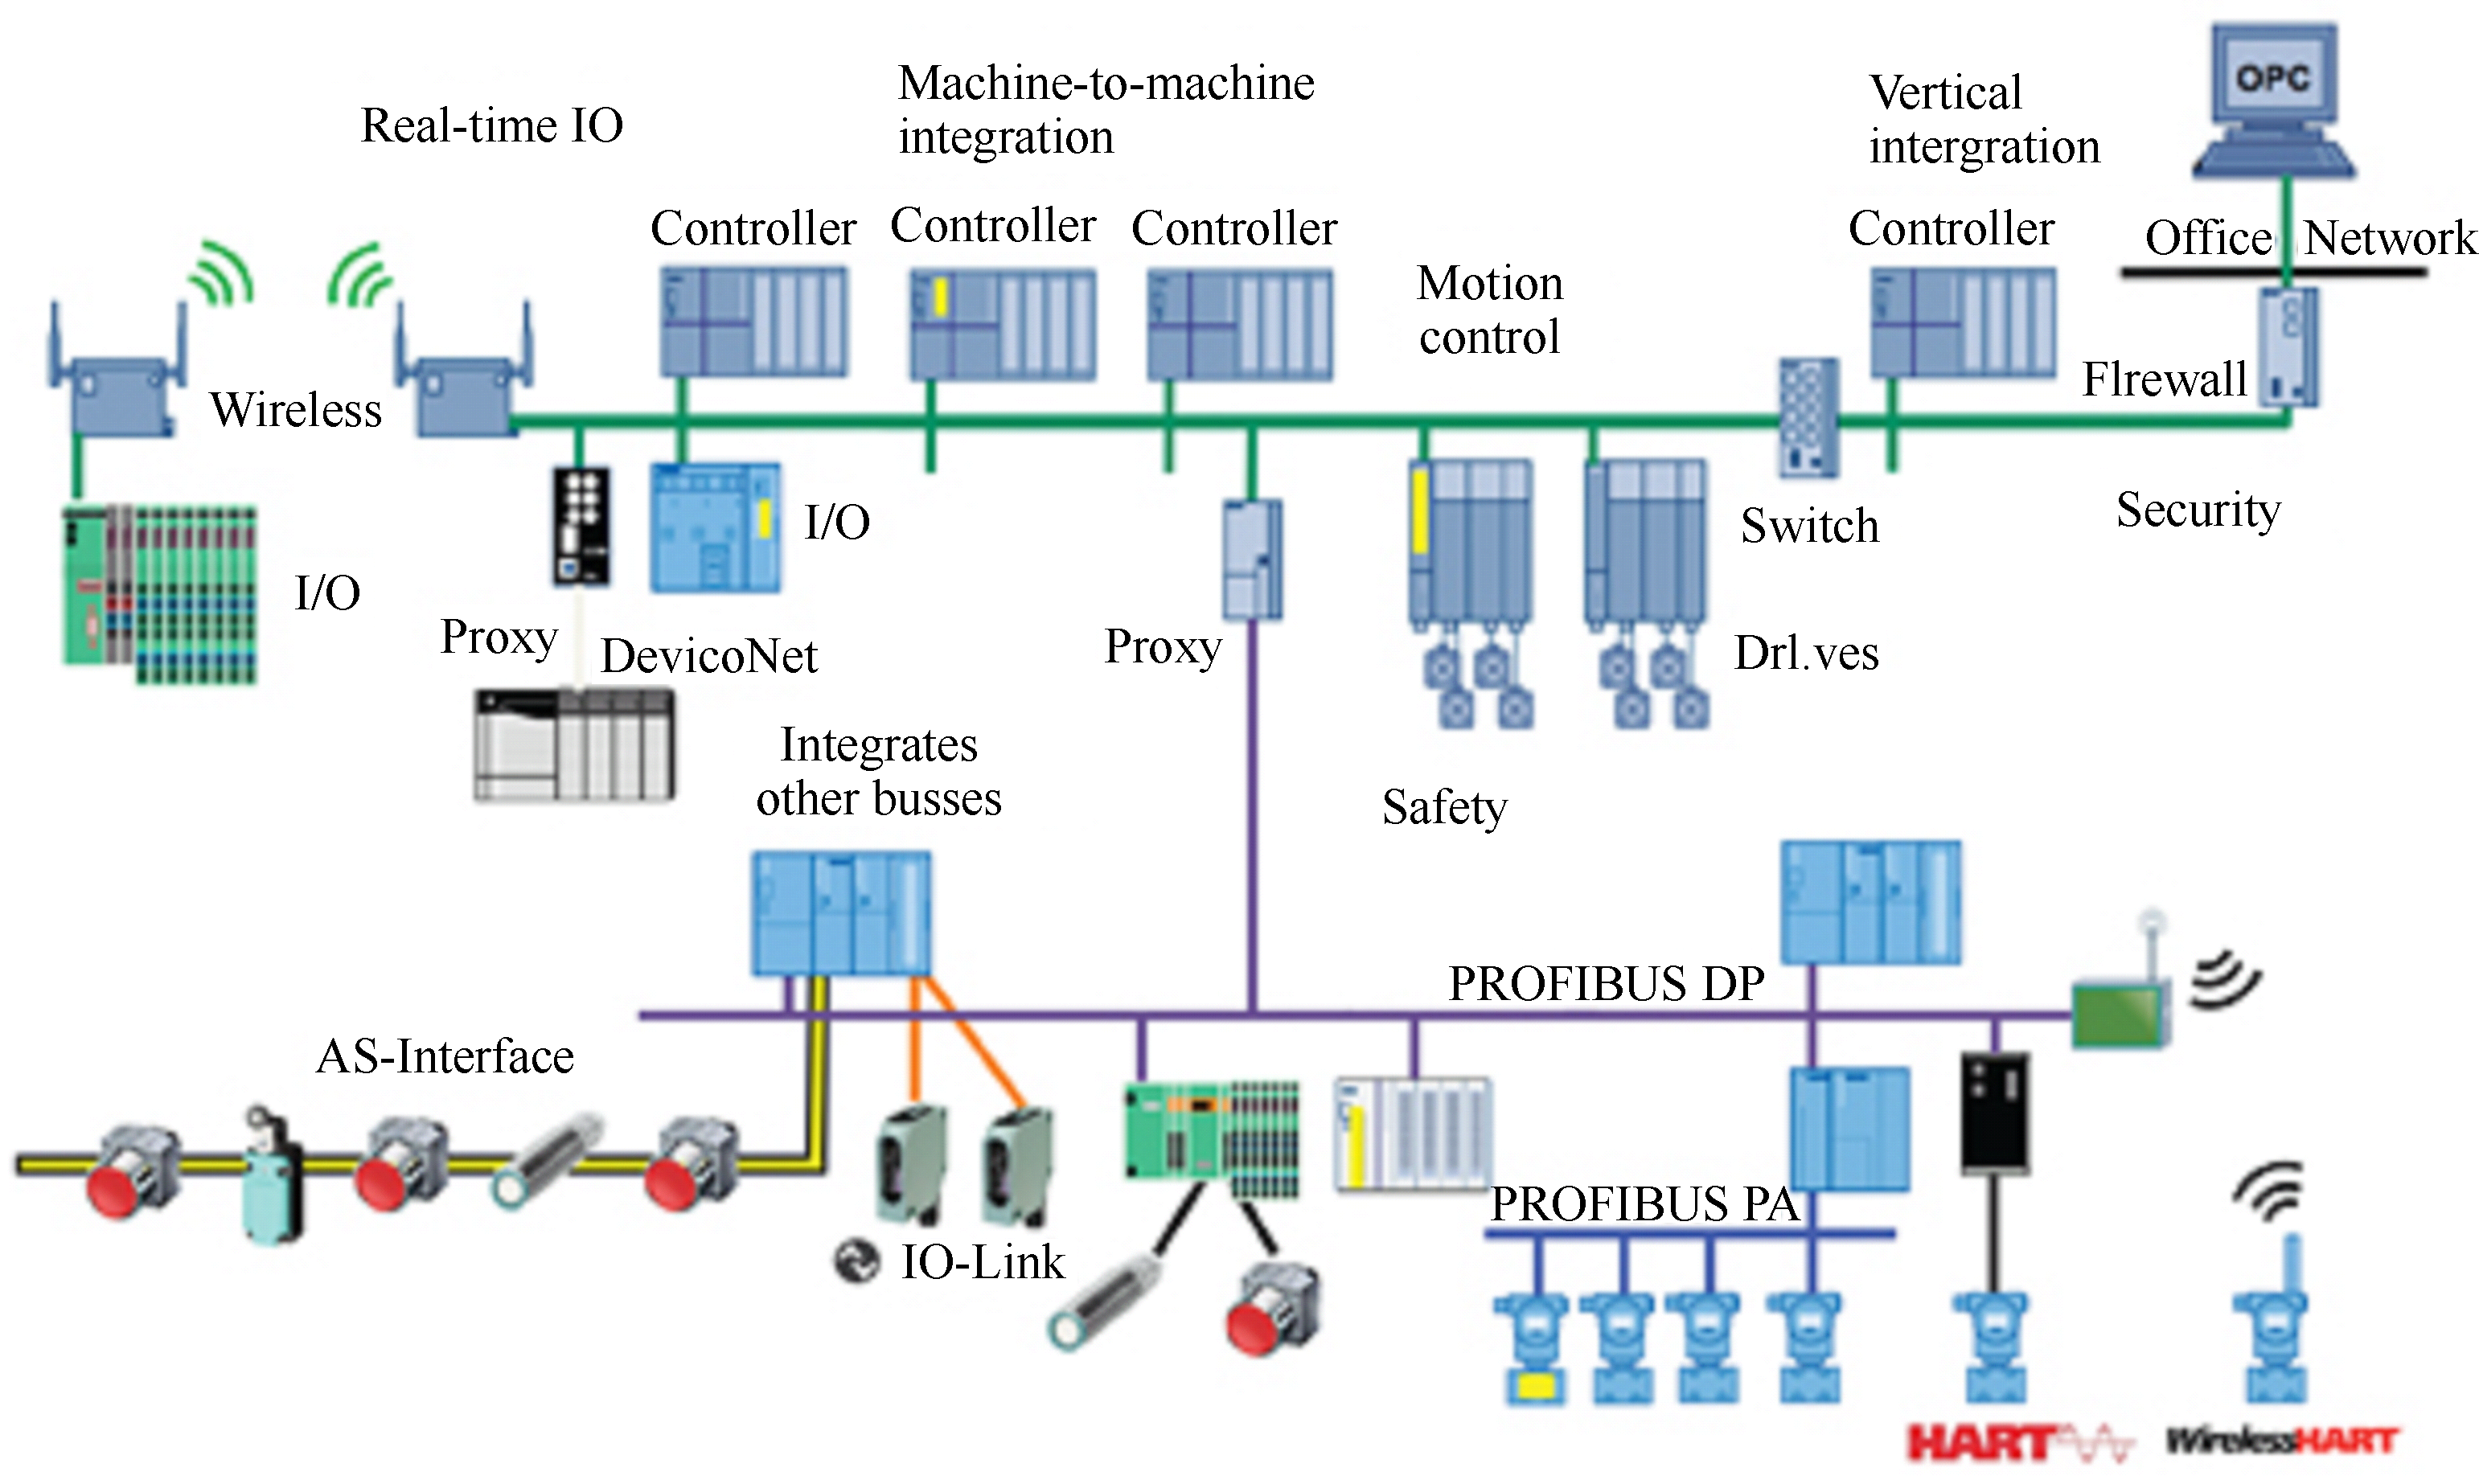 OPC
Machine-to-machine
integration
Vertical
intergration
Real-time IO
Controller
Controller
Controller
Controller
Office Network
Motion
control
Flrewall
Wireless
I/O
Switch
Security
I/O
Proxy
DevicoNet
Proxy
Drl.ves
Integrates
other busses
Safety
PROFIBUS DP
AS-Interface
PROFIBUS PA
IO-Link
HART
WirelessHART